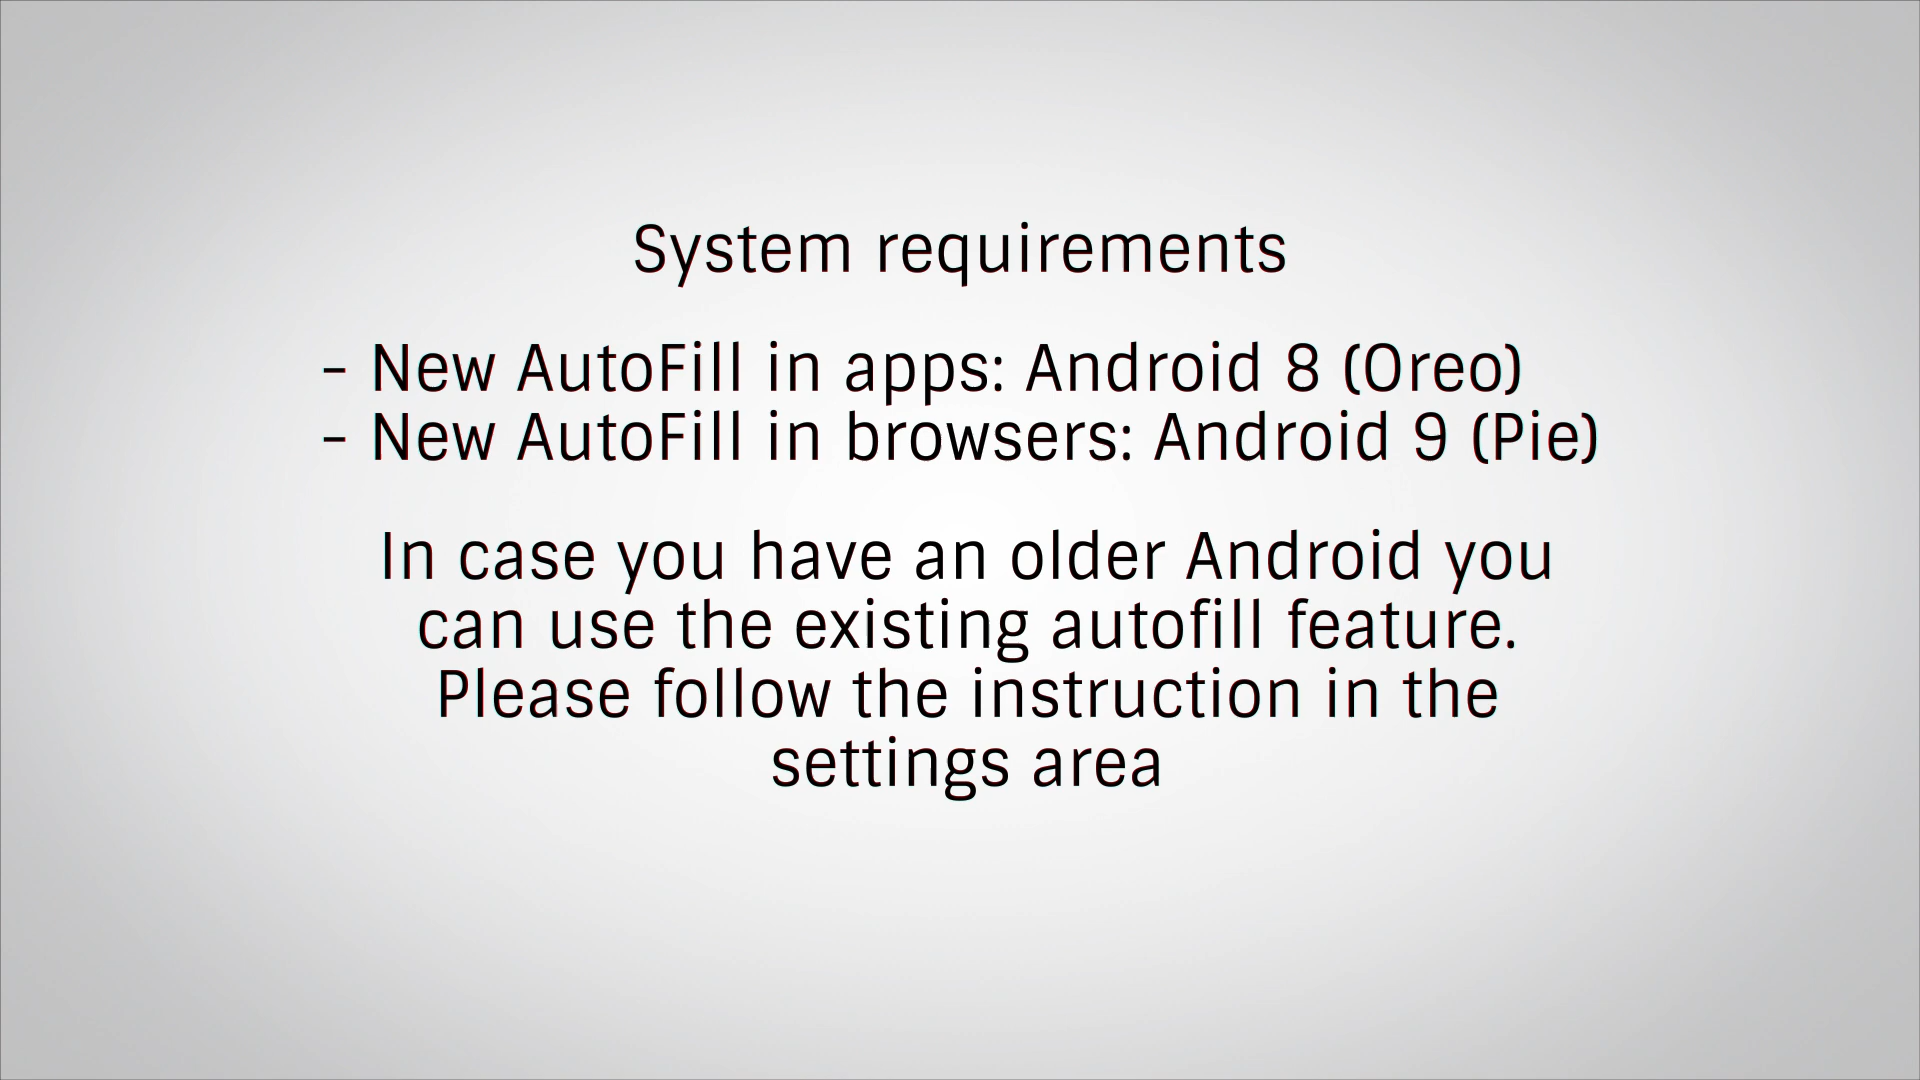 System requirements
- New AutoFill in apps: Android 8 (Oreo)
- New AutoFill in browsers: Android 9 (Pie)
In case you have an older Android you
can use the existing autofill feature.
Please follow the instruction in the
settings area